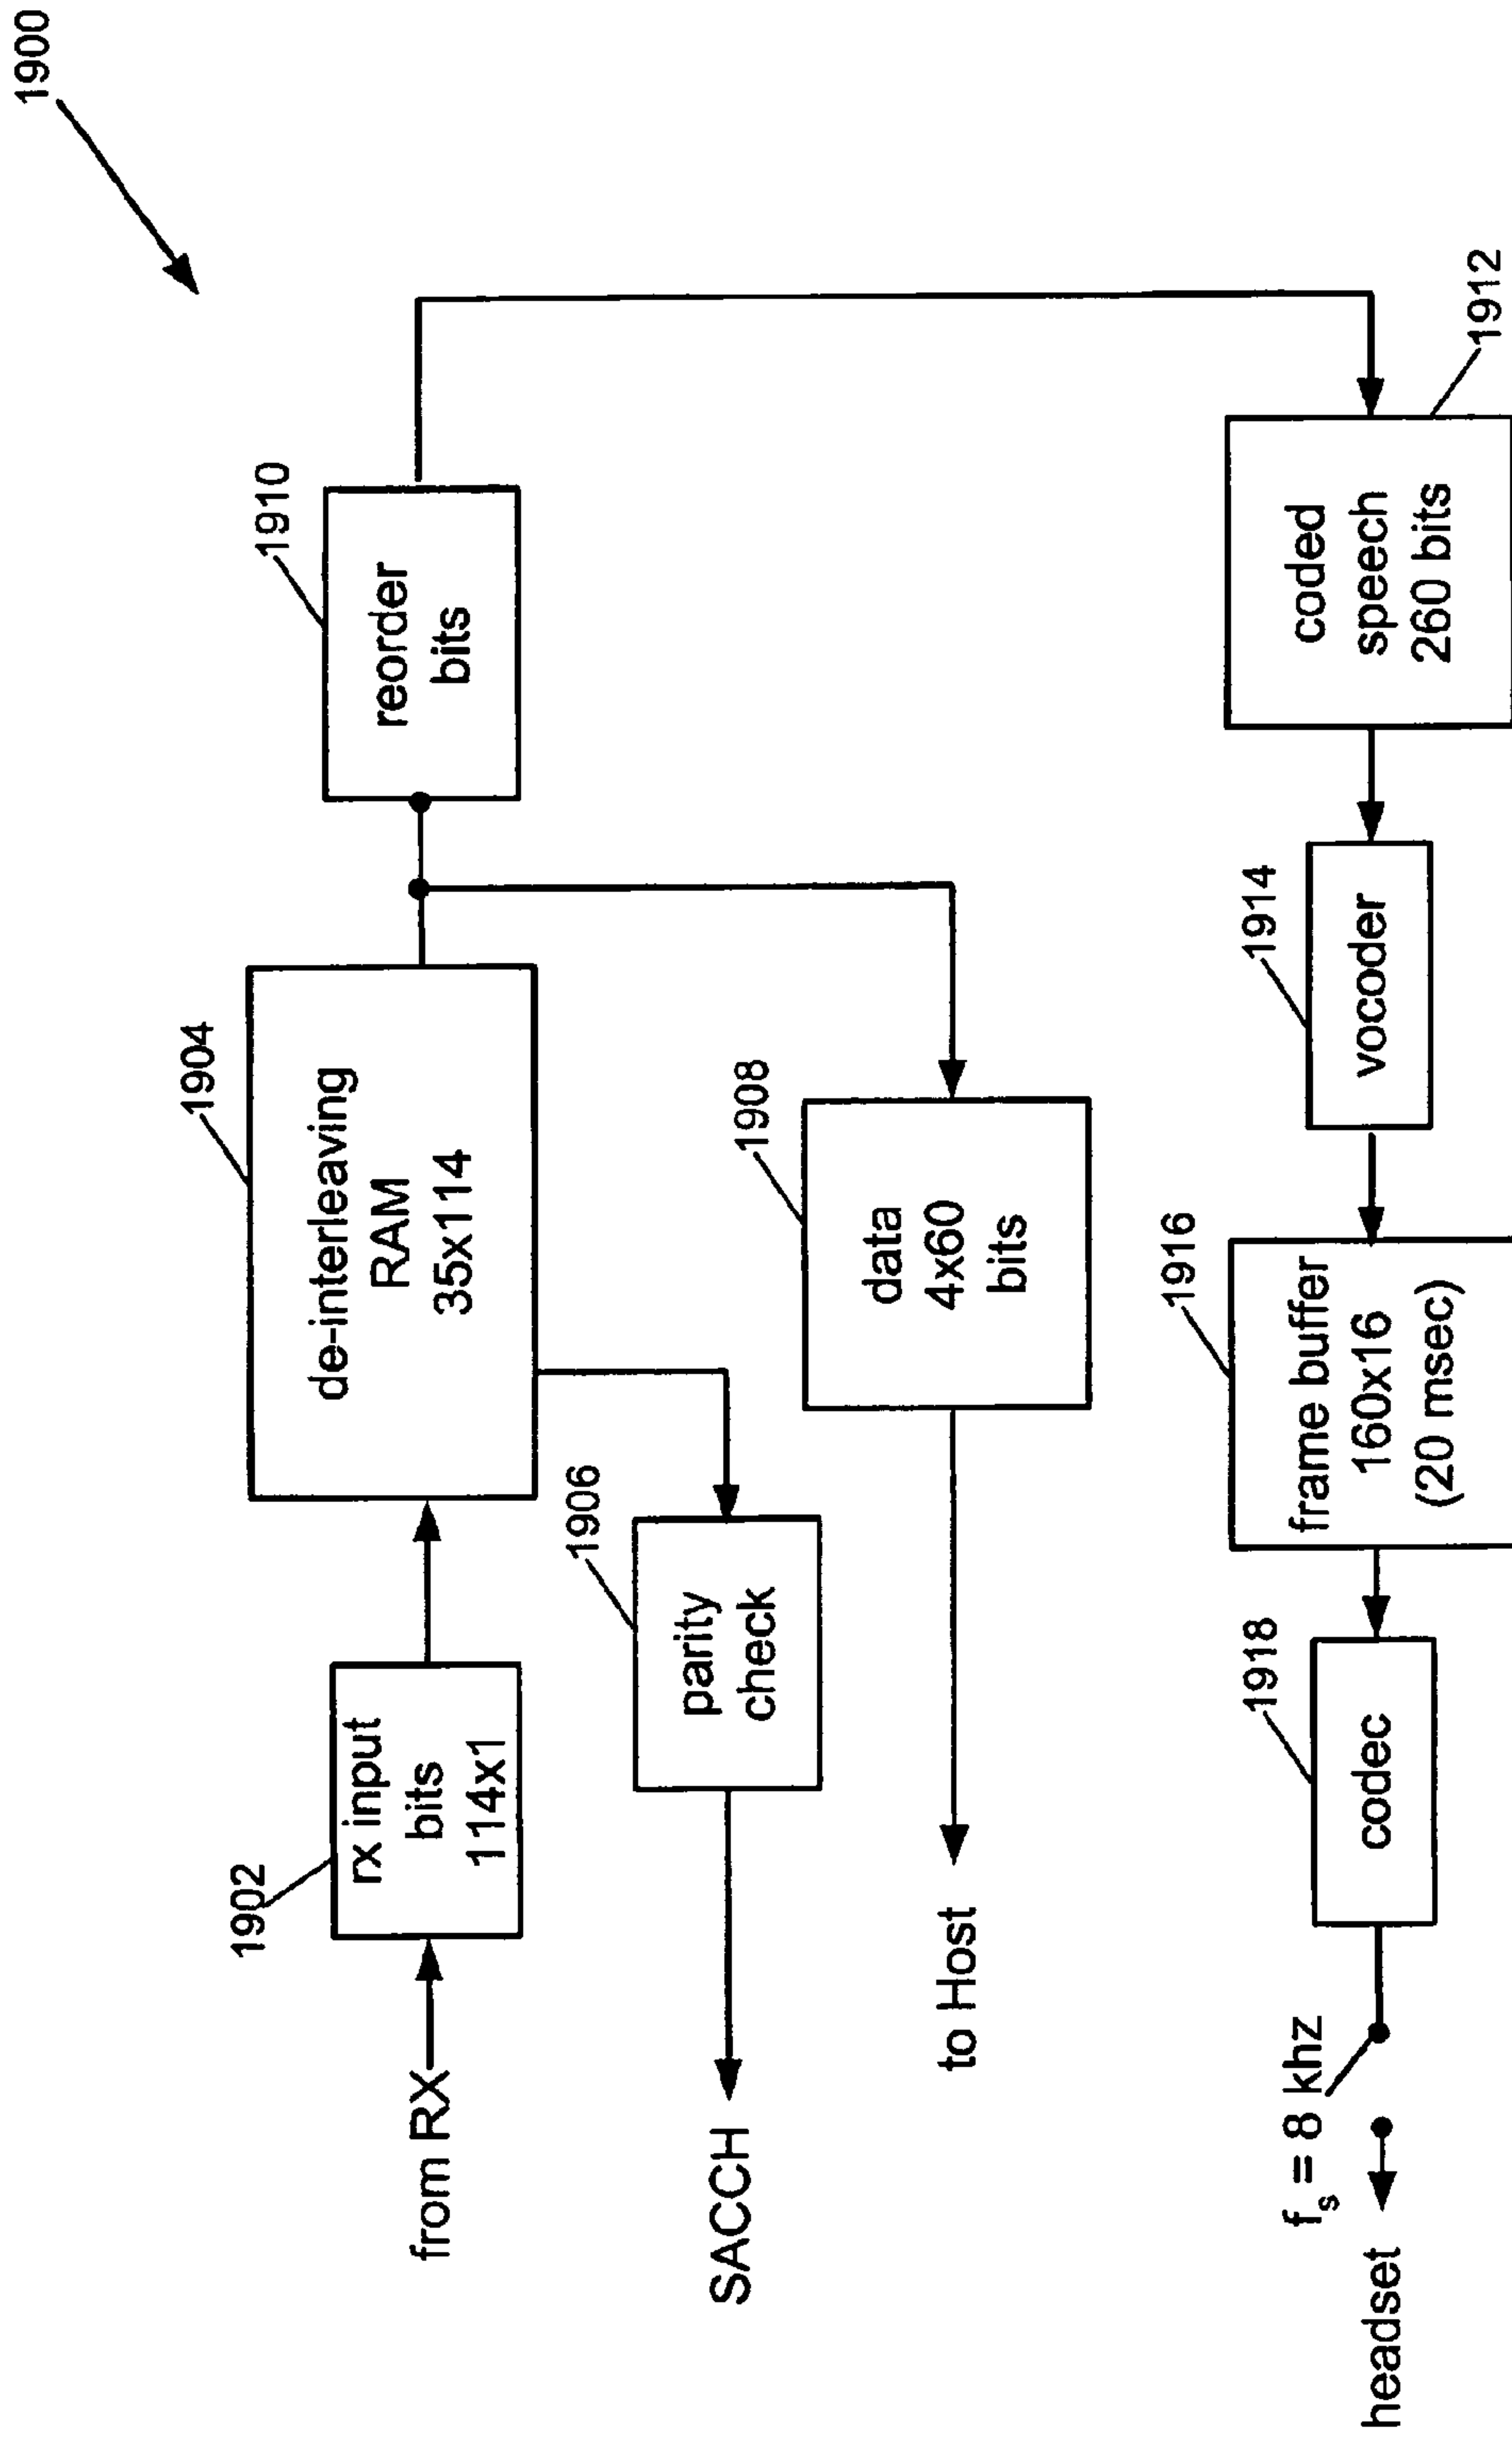 1900
1904
1910
1902
de-interleaving
RAM
35x114
reorder
bits
rx input
bits
114x1
from RX
1906
parity
check
SACCH
1908
data
4x60
bits
to Host
1912
coded
speech
260 bits
1914
vocoder
1916
frame buffer
160x16
(20 msec)
1918
codec
fs = 8 khz
headset